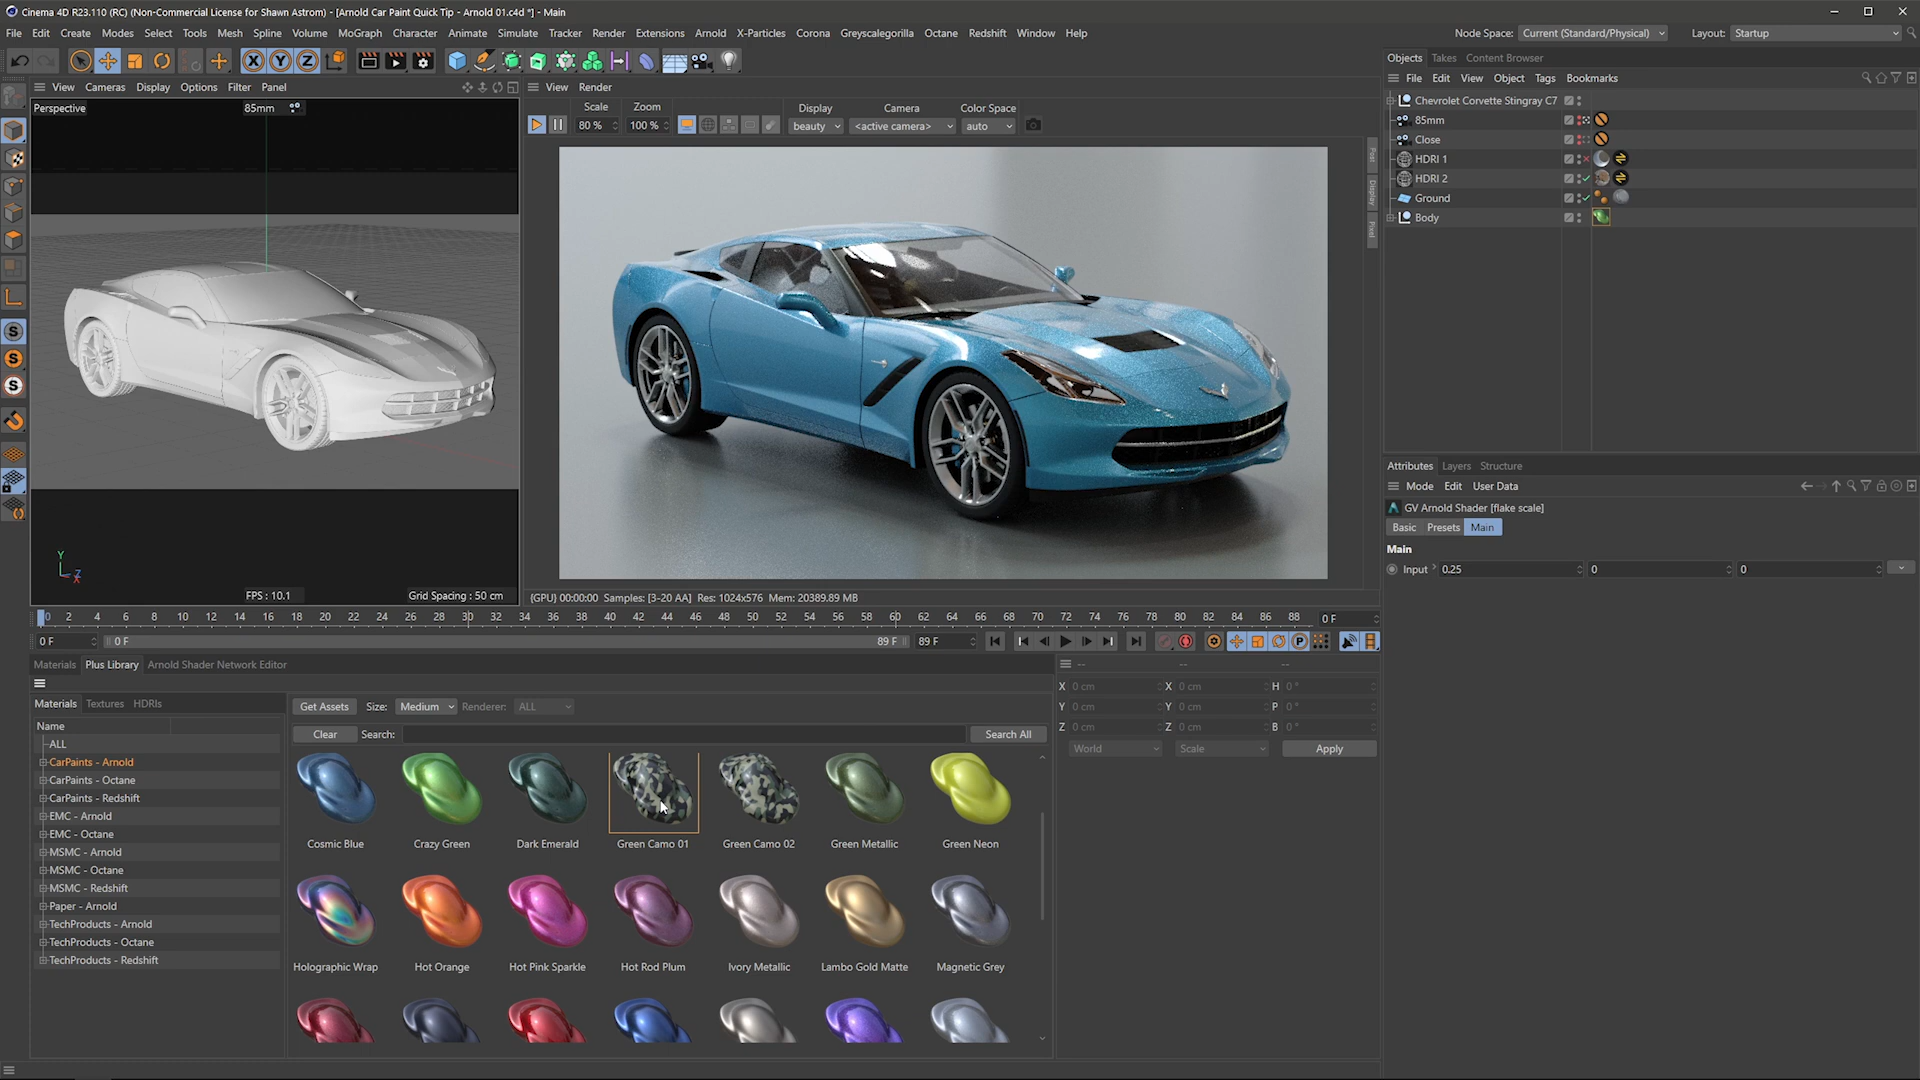 Cinema 4D R23.110 (RC) (Non-Commercial License for Shawn Astrom) - [Arnold Car Paint Quick Tip - Arnold 01.c4d *] - Main
File Edit Create Modes Select Tools Mesh Spline Volume MoGraph Character Animate Simulate Tracker Render Extensions Arnold X-Particles Corona Greyscalegorilla Octane Redshift Window Help
Node Space: Current (Standard/Physical) Layout: Startup
X Y Z
Objects Takes Content Browser
File Edit View Object Tags Bookmarks
View Cameras Display Options Filter Panel
View Render
Perspective
85mm
Scale Zoom Display Camera Color Space
80 % 100 % beauty <active camera> auto
Chevrolet Corvette Stingray C7
85mm
Close
HDRI 1
HDRI 2
Ground
Body
Pixel
Display
Pixel
S
S
S
Attributes Layers Structure
Mode Edit User Data
GV Arnold Shader [flake scale]
Basic Presets Main
Main
Input 0.25 0 0
Y
Z
X
FPS : 10.1
Grid Spacing : 50 cm
[GPU] 00:00:00 Samples: [3-20 AA] Res: 1024x576 Mem: 20389.89 MB
0 2 4 6 8 10 12 14 16 18 20 22 24 26 28 30 32 34 36 38 40 42 44 46 48 50 52 54 56 58 60 62 64 66 68 70 72 74 76 78 80 82 84 86 88 0 F
0 F 0 F 89 F 89 F
P
Materials Plus Library Arnold Shader Network Editor
-- -- --
Materials Textures HDRIs
Get Assets Size: Medium Renderer: ALL
Clear Search: Search All
X 0 cm X 0 cm H 0 °
Y 0 cm Y 0 cm P 0 °
Z 0 cm Z 0 cm B 0 °
World Scale Apply
Name
ALL
CarPaints - Arnold
CarPaints - Octane
CarPaints - Redshift
EMC - Arnold
EMC - Octane
MSMC - Arnold
MSMC - Octane
MSMC - Redshift
Paper - Arnold
TechProducts - Arnold
TechProducts - Octane
TechProducts - Redshift
Cosmic Blue Crazy Green Dark Emerald Green Camo 01 Green Camo 02 Green Metallic Green Neon
Holographic Wrap Hot Orange Hot Pink Sparkle Hot Rod Plum Ivory Metallic Lambo Gold Matte Magnetic Grey